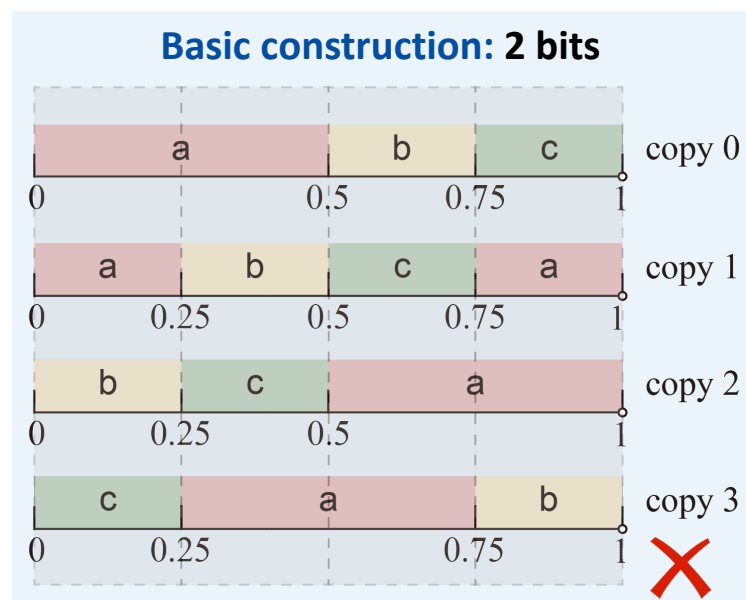 Basic construction: 2 bits
a b c copy 0
0 0.5 0.75 1
a b c a copy 1
0 0.25 0.5 0.75 1
b c a copy 2
0 0.25 0.5 1
c a b copy 3
0 0.25 0.75 1